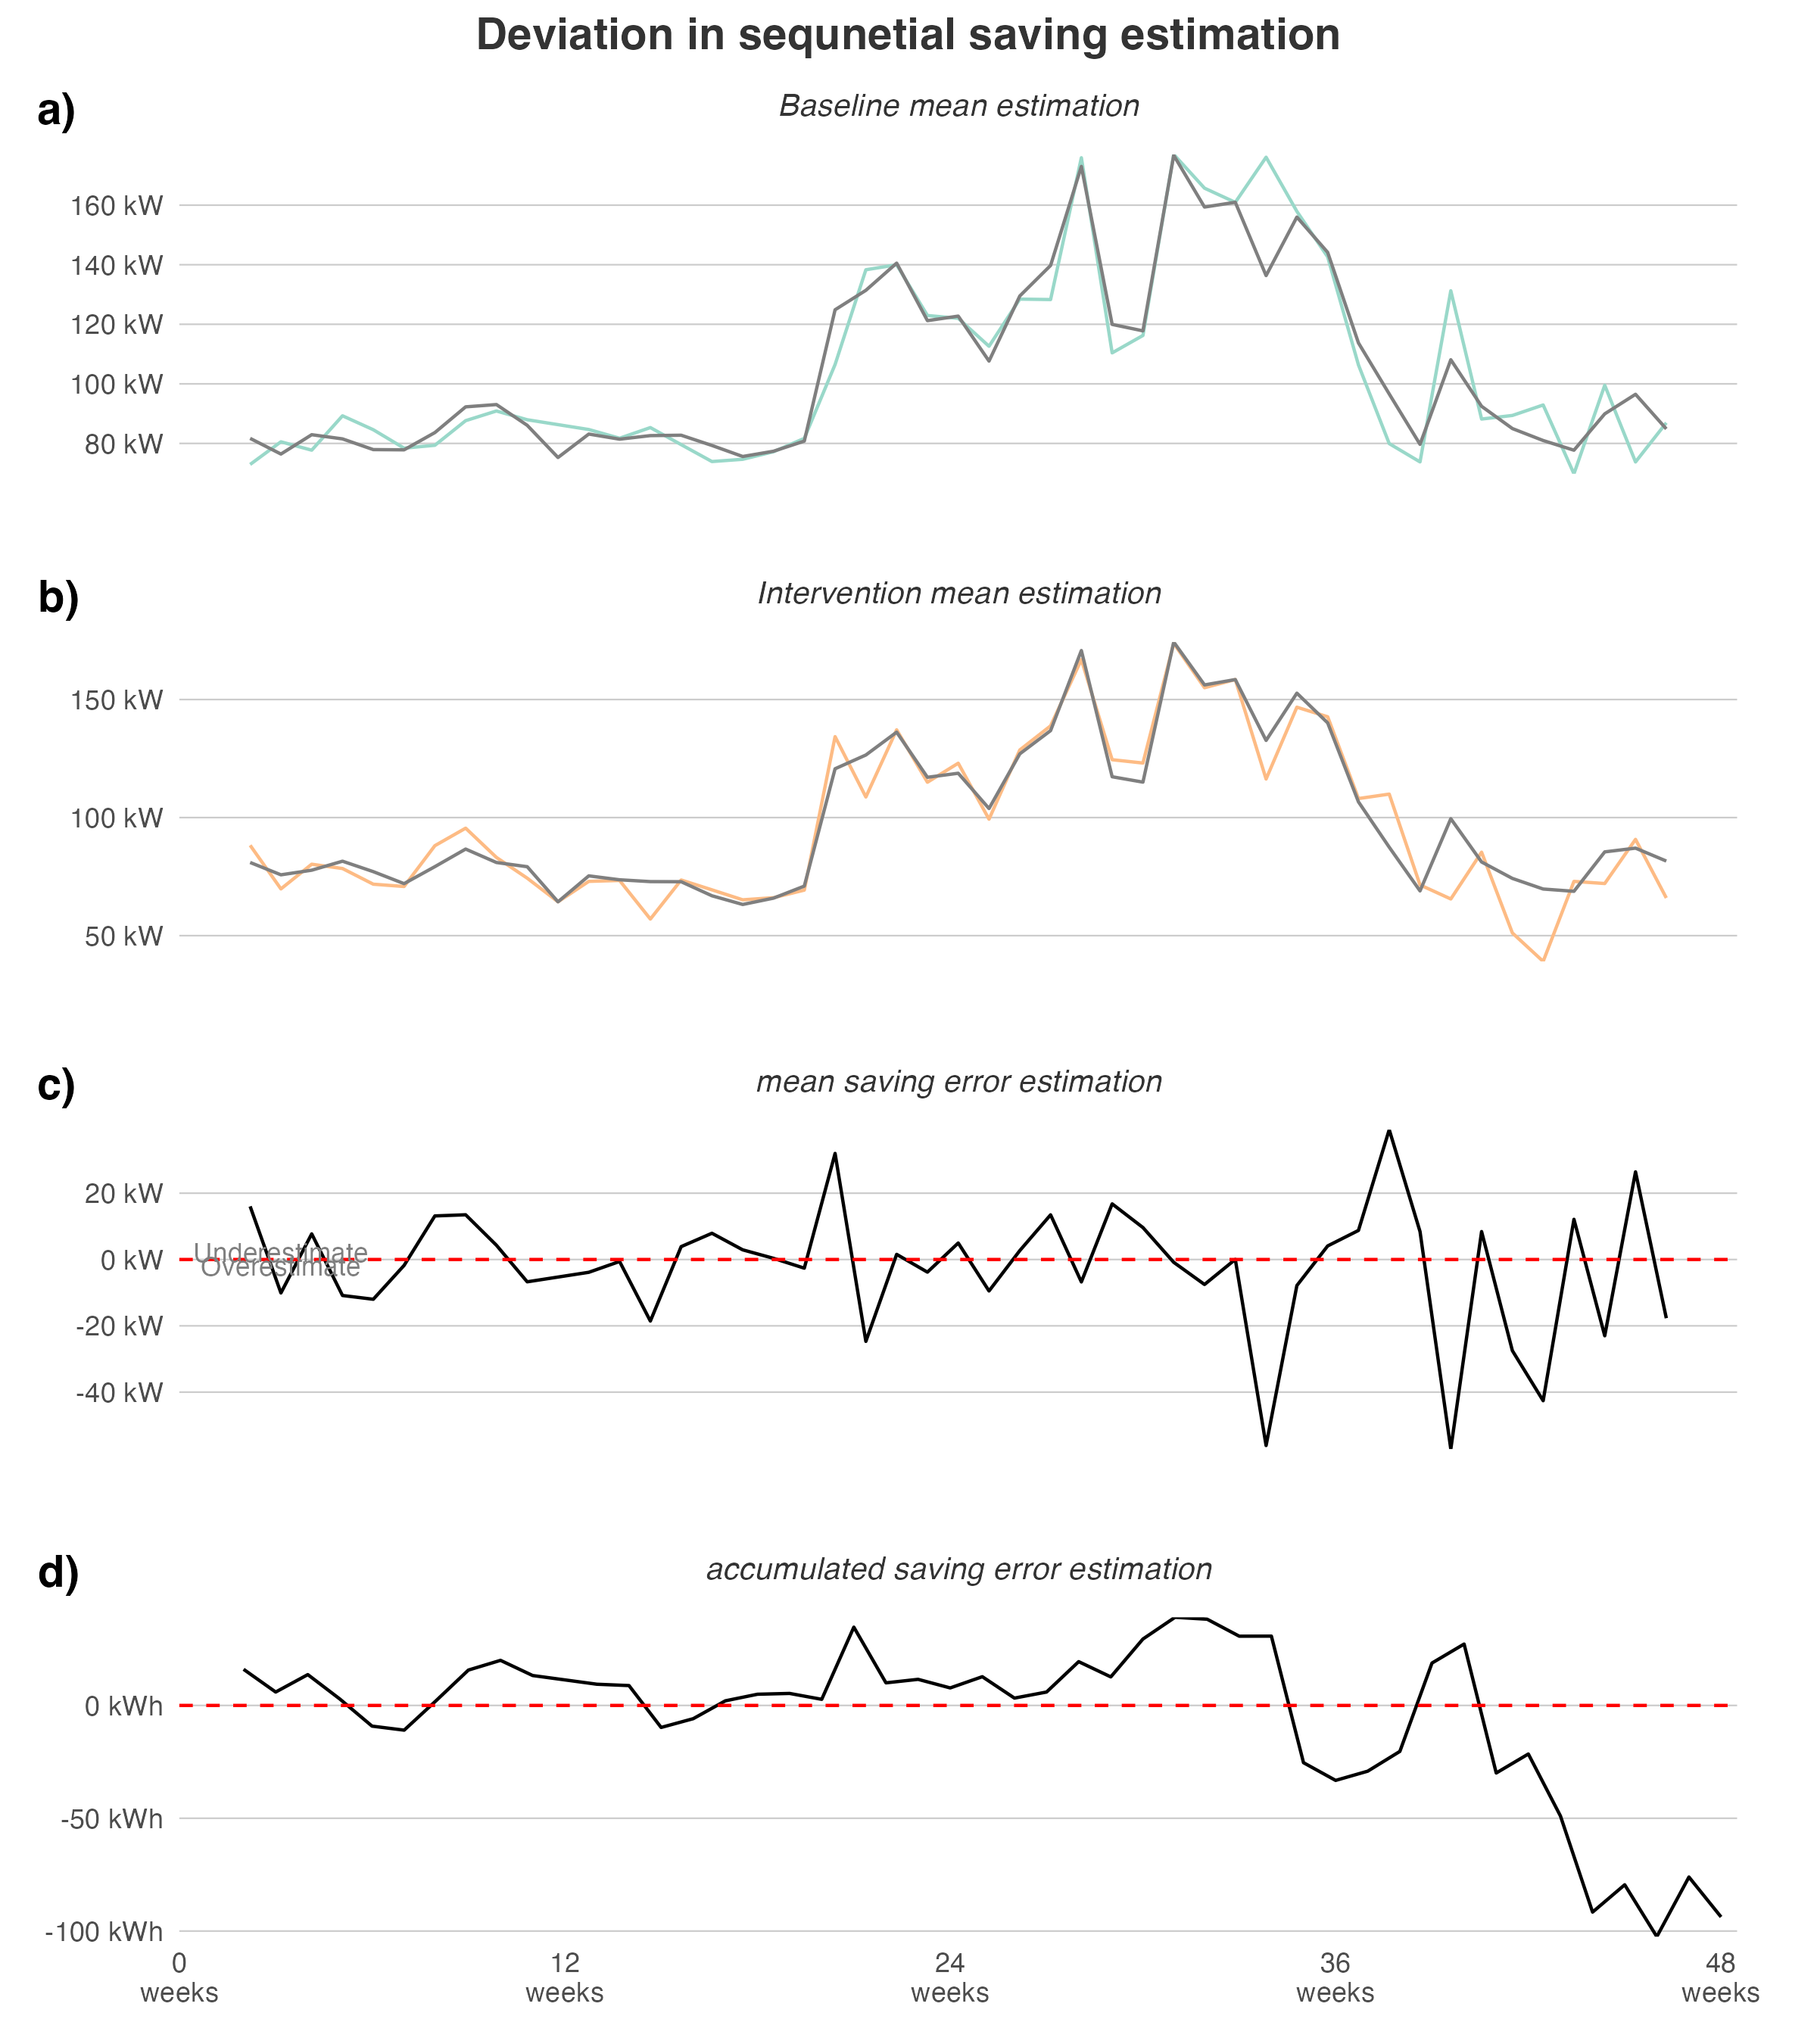 Deviation in sequnetial saving estimation
a)
Baseline mean estimation
160 kW
140 kW
120 kW
100 kW
80 kW
b)
Intervention mean estimation
150 kW
100 kW
50 kW
c)
mean saving error estimation
20 kW
Underestimate
0 kW
Overestimate
-20 kW
-40 kW
d)
accumulated saving error estimation
0 kWh
-50 kWh
-100 kWh
0 12 24 36 48
weeks weeks weeks weeks weeks